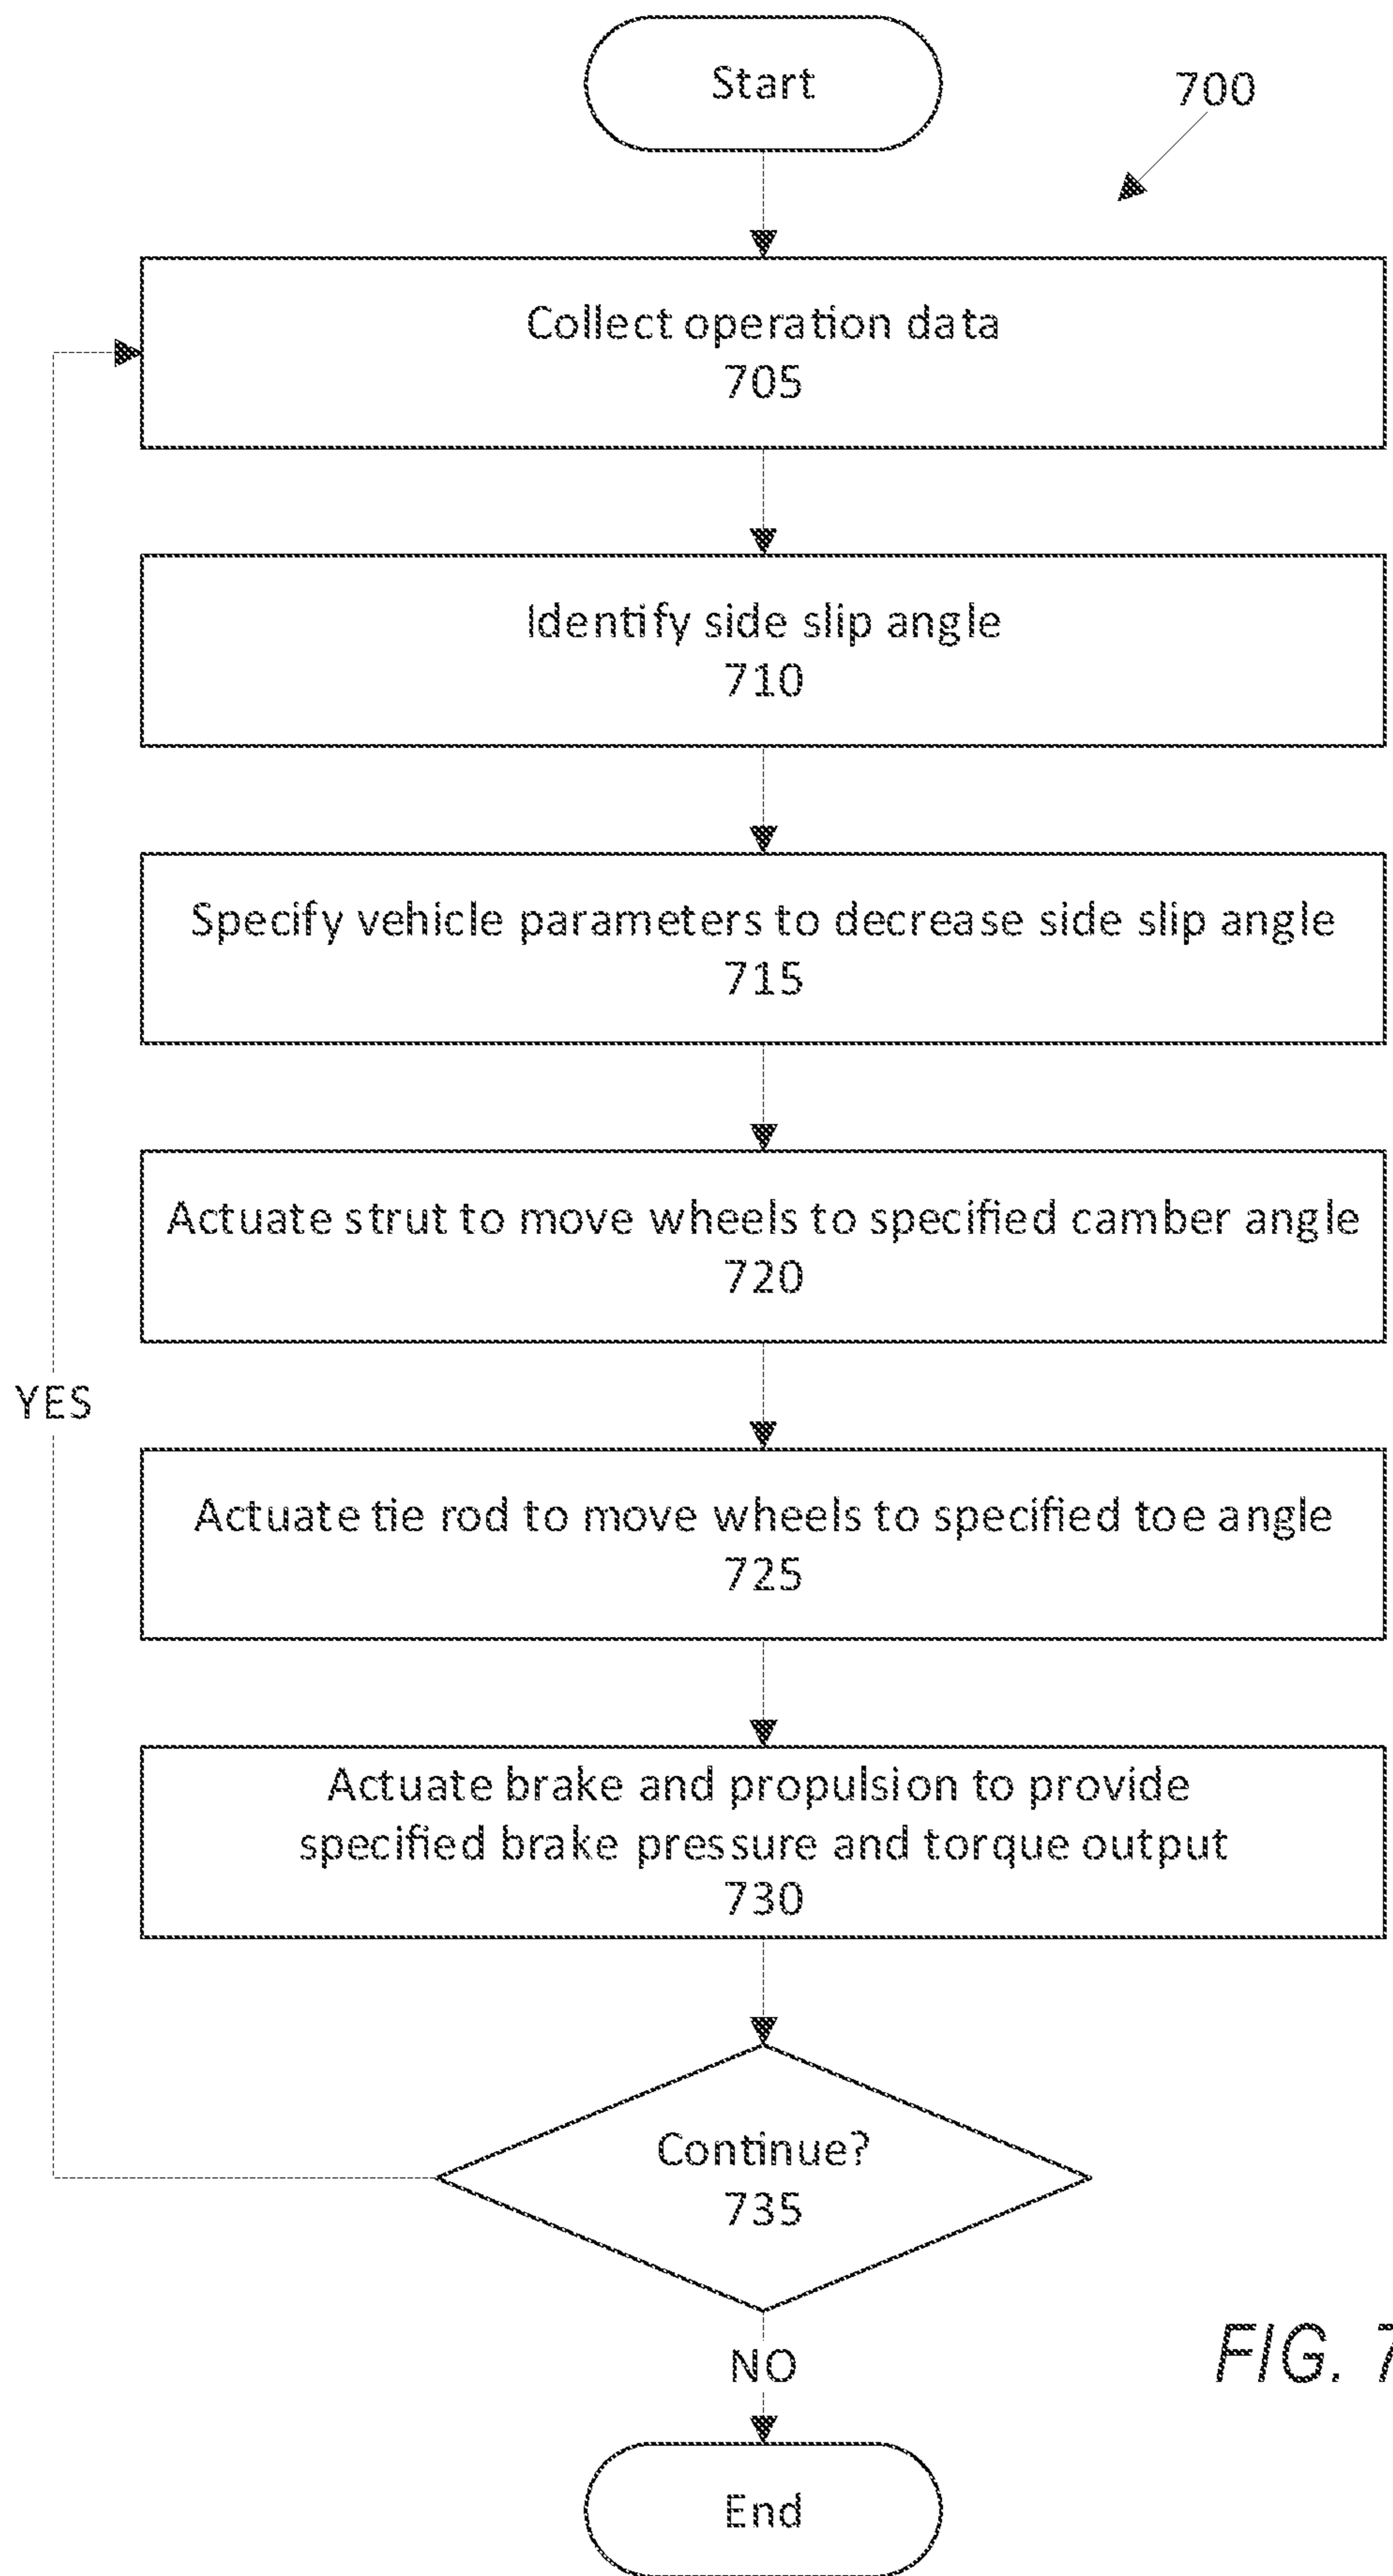 Start
700
Collect operation data
705
Identify side slip angle
710
Specify vehicle parameters to decrease side slip angle
715
Actuate strut to move wheels to specified camber angle
720
YES
Actuate tie rod to move wheels to specified toe angle
725
Actuate brake and propulsion to provide
specified brake pressure and torque output
730
Continue?
735
NO
FIG. 7
End